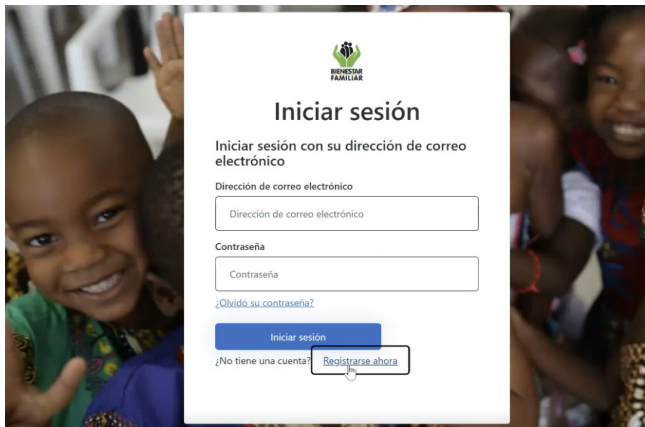 BIENESTAR
FAMILIAR
Iniciar sesión
Iniciar sesión con su dirección de correo
electrónico
Dirección de correo electrónico
Dirección de correo electrónico
Contraseña
Contraseña
¿Olvidó su contraseña?
Iniciar sesión
¿No tiene una cuenta? Registrarse ahora